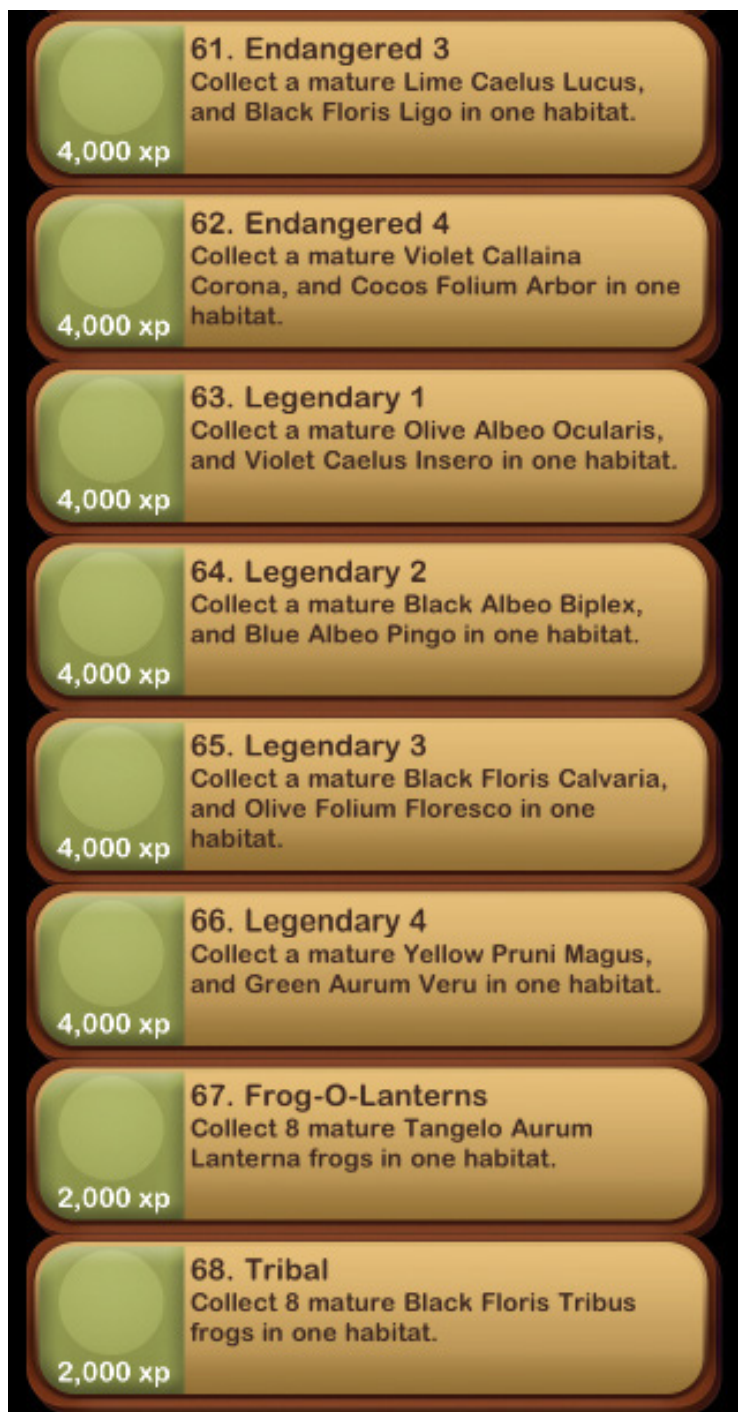 61. Endangered 3
Collect a mature Lime Caelus Lucus,
and Black Floris Ligo in one habitat.
4,000 xp
62. Endangered 4
Collect a mature Violet Callaina
Corona, and Cocos Folium Arbor in one
habitat.
4,000 xp
63. Legendary 1
Collect a mature Olive Albeo Ocularis,
and Violet Caelus Insero in one habitat.
4,000 xp
64. Legendary 2
Collect a mature Black Albeo Biplex,
and Blue Albeo Pingo in one habitat.
4,000 xp
65. Legendary 3
Collect a mature Black Floris Calvaria,
and Olive Folium Floresco in one
habitat.
4,000 xp
66. Legendary 4
Collect a mature Yellow Pruni Magus,
and Green Aurum Veru in one habitat.
4,000 xp
67. Frog-O-Lanterns
Collect 8 mature Tangelo Aurum
Lanterna frogs in one habitat.
2,000 xp
68. Tribal
Collect 8 mature Black Floris Tribus
frogs in one habitat.
2,000 xp